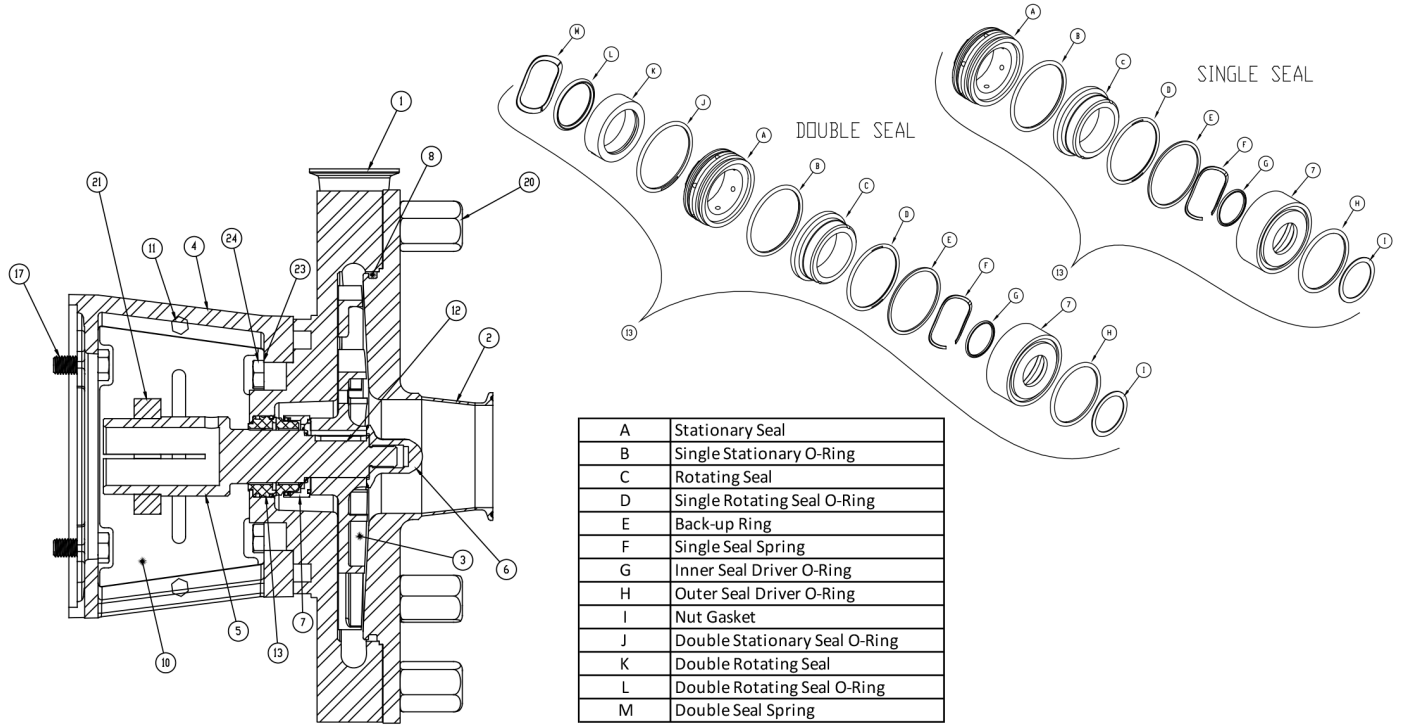 A
B
C
D
E
F
G
7
H
I
SINGLE SEAL
13
M
L
K
J
A
B
C
D
E
F
G
7
H
I
DOUBLE SEAL
13
1
8
20
21
11
4
24
23
17
12
2
3
6
7
5
13
10
A Stationary Seal
B Single Stationary O-Ring
C Rotating Seal
D Single Rotating Seal O-Ring
E Back-up Ring
F Single Seal Spring
G Inner Seal Driver O-Ring
H Outer Seal Driver O-Ring
I Nut Gasket
J Double Stationary Seal O-Ring
K Double Rotating Seal
L Double Rotating Seal O-Ring
M Double Seal Spring